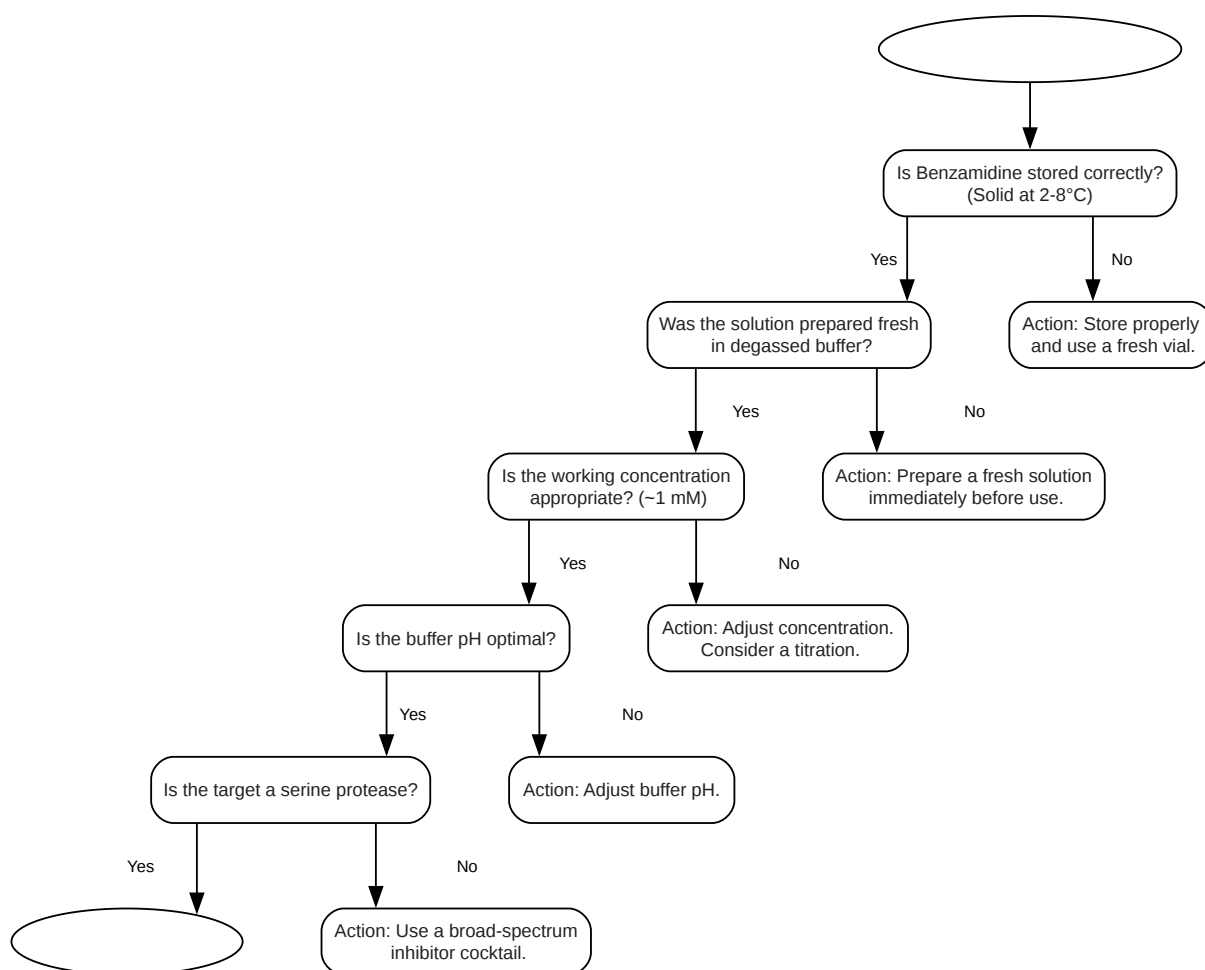 Is Benzamidine stored correctly?
(Solid at 2-8°C)
Yes
No
Was the solution prepared fresh
in degassed buffer?
Action: Store properly
and use a fresh vial.
Yes
No
Is the working concentration
appropriate? (~1 mM)
Action: Prepare a fresh solution
immediately before use.
Yes
No
Is the buffer pH optimal?
Action: Adjust concentration.
Consider a titration.
Yes
No
Is the target a serine protease?
Action: Adjust buffer pH.
Yes
No
Action: Use a broad-spectrum
inhibitor cocktail.